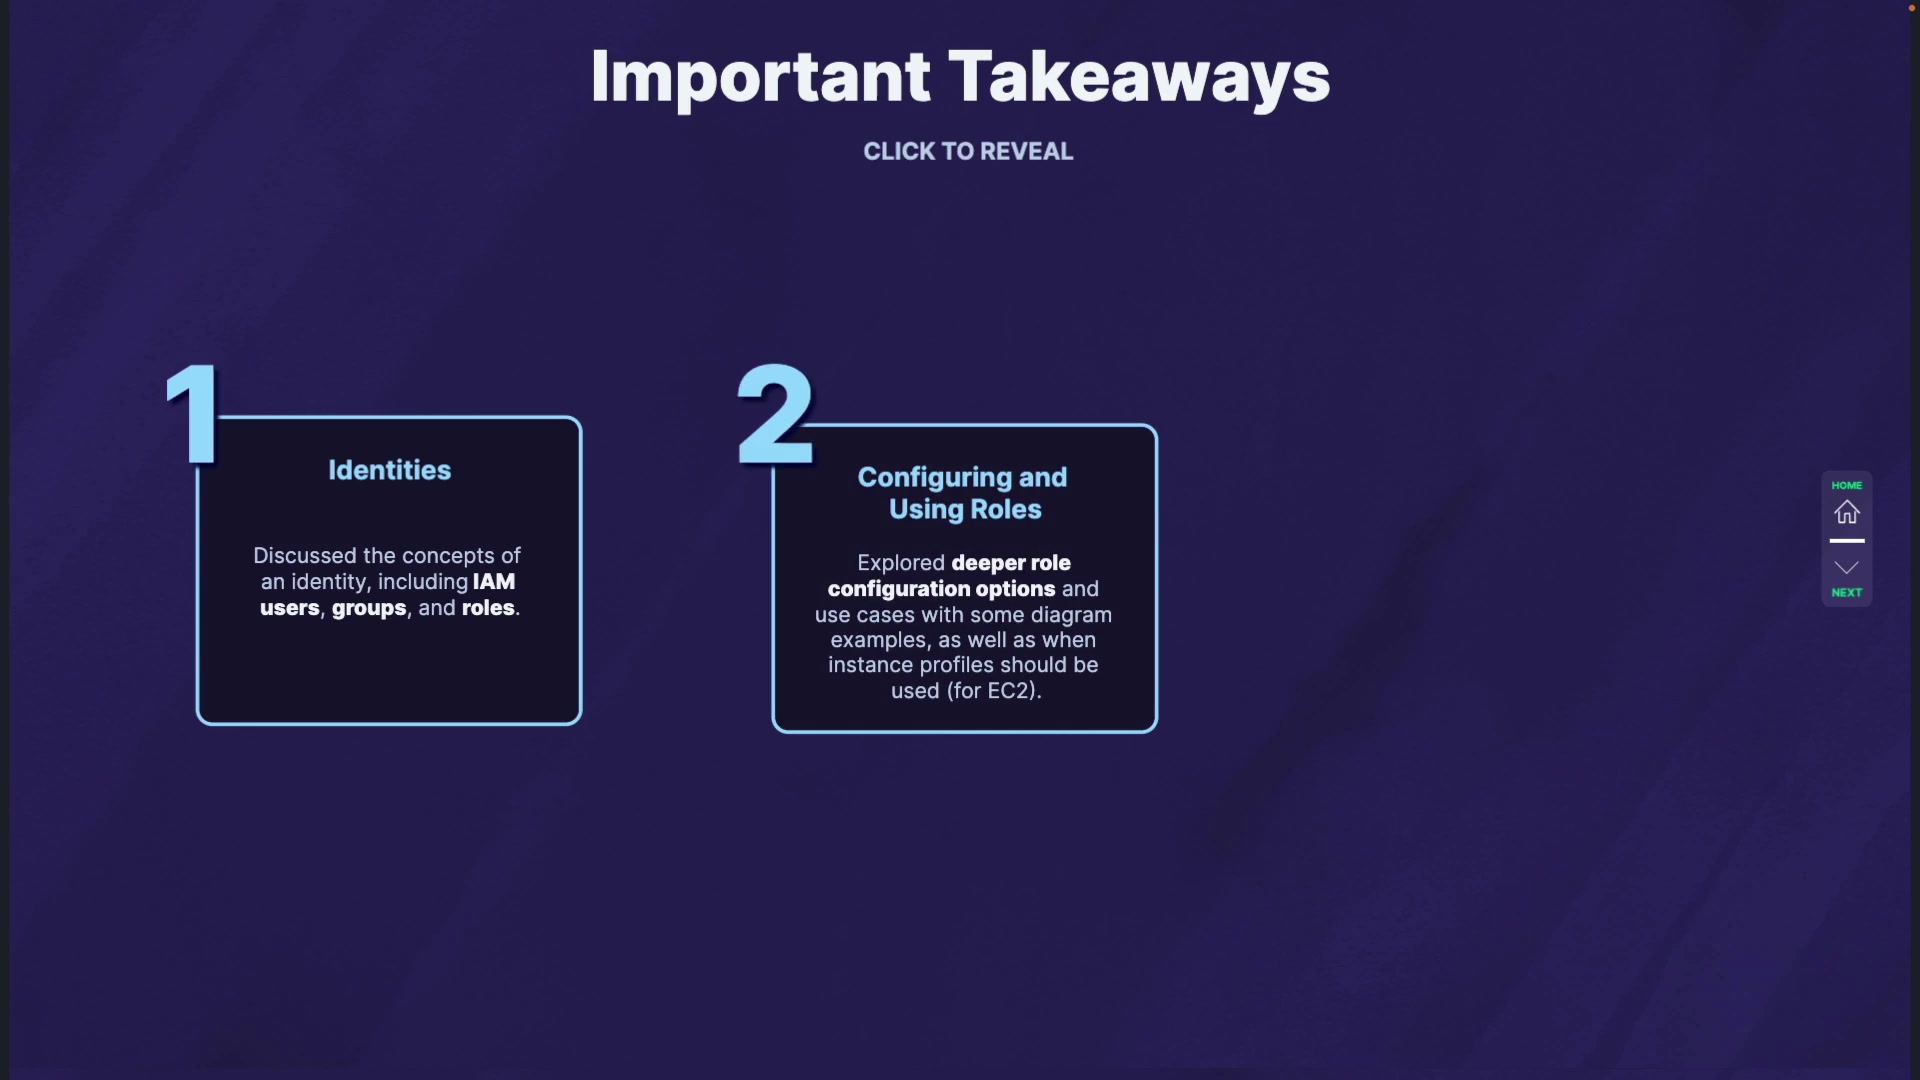 Important Takeaways
CLICK TO REVEAL
1
Identities
Discussed the concepts of
an identity, including IAM
users, groups, and roles.
2
Configuring and
Using Roles
Explored deeper role
configuration options and
use cases with some diagram
examples, as well as when
instance profiles should be
used (for EC2).
HOME
NEXT